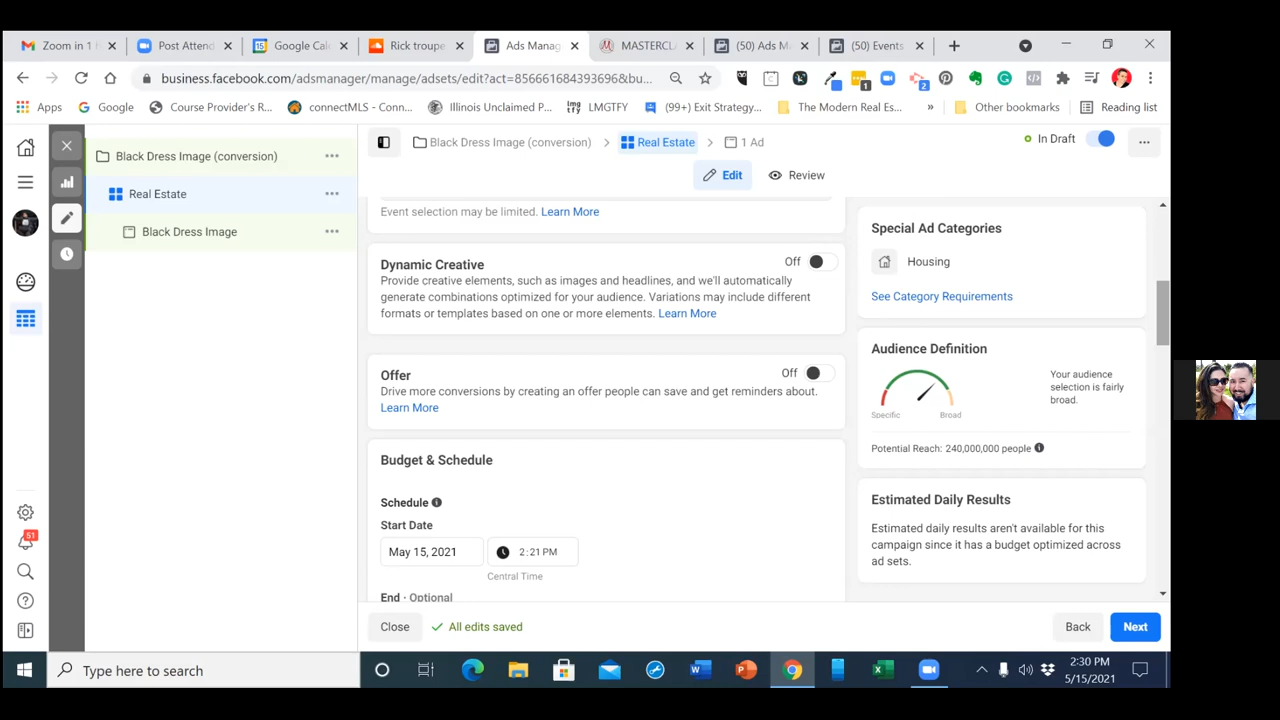 Zoom in 1 H
Post Attend
Google Cal
Rick troupe
Ads Manag
MASTERCL
(50) Ads M
(50) Events
business.facebook.com/adsmanager/manage/adsets/edit?act=856661684393696&bu...
1
2
Apps
Google
Course Provider's R...
connectMLS - Conn...
Illinois Unclaimed P...
LMGTFY
(99+) Exit Strategy...
The Modern Real Es...
»
Other bookmarks
Reading list
Black Dress Image (conversion)
Real Estate
1 Ad
In Draft
Edit
Review
Black Dress Image (conversion)
Real Estate
Black Dress Image
51
Event selection may be limited. Learn More
Dynamic Creative
Off
Provide creative elements, such as images and headlines, and we'll automatically
generate combinations optimized for your audience. Variations may include different
formats or templates based on one or more elements. Learn More
Offer
Off
Drive more conversions by creating an offer people can save and get reminders about.
Learn More
Budget & Schedule
Schedule
Start Date
May 15, 2021
2:21 PM
Central Time
End · Optional
Special Ad Categories
Housing
See Category Requirements
Audience Definition
Your audience
selection is fairly
broad.
Specific
Broad
Potential Reach: 240,000,000 people
Estimated Daily Results
Estimated daily results aren't available for this
campaign since it has a budget optimized across
ad sets.
Close
All edits saved
Back
Next
Type here to search
2:30 PM
5/15/2021